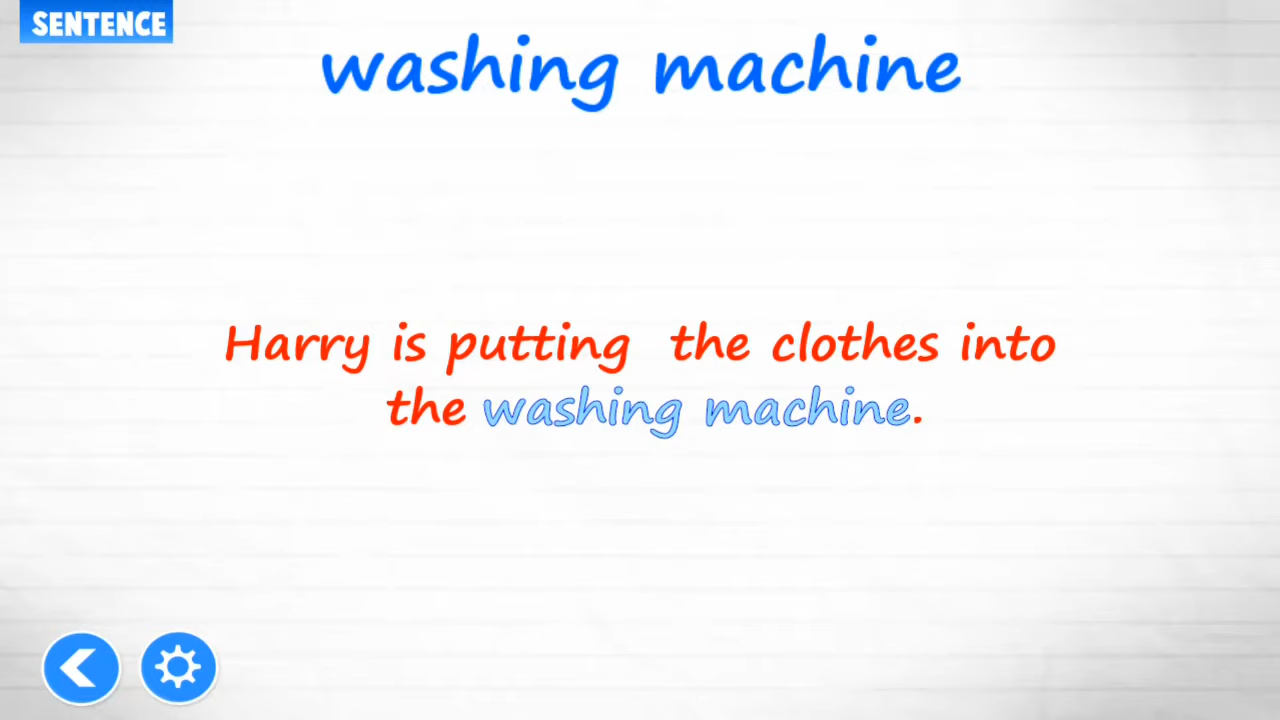 SENTENCE
washing machine
Harry is putting  the clothes into
the washing machine.